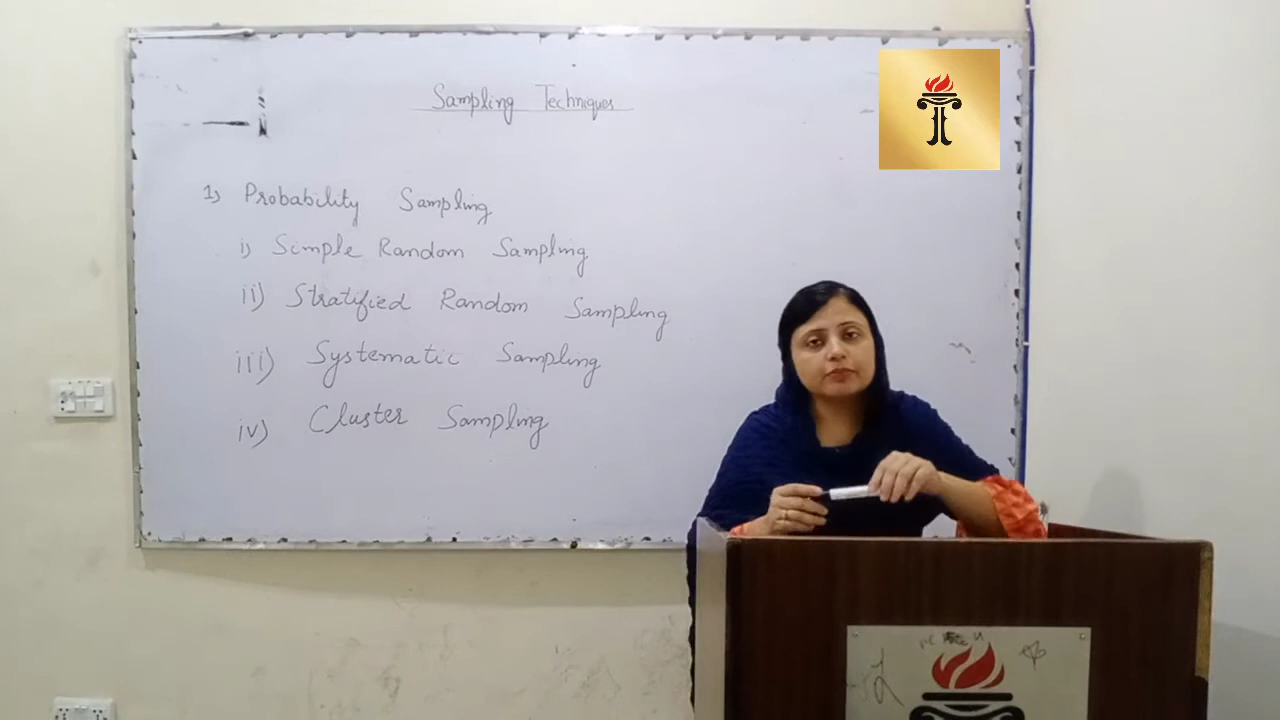 Sampling Techniques
1) Probability Sampling
i) Simple Random Sampling
ii) Stratified Random Sampling
iii) Systematic Sampling
iv) Cluster Sampling